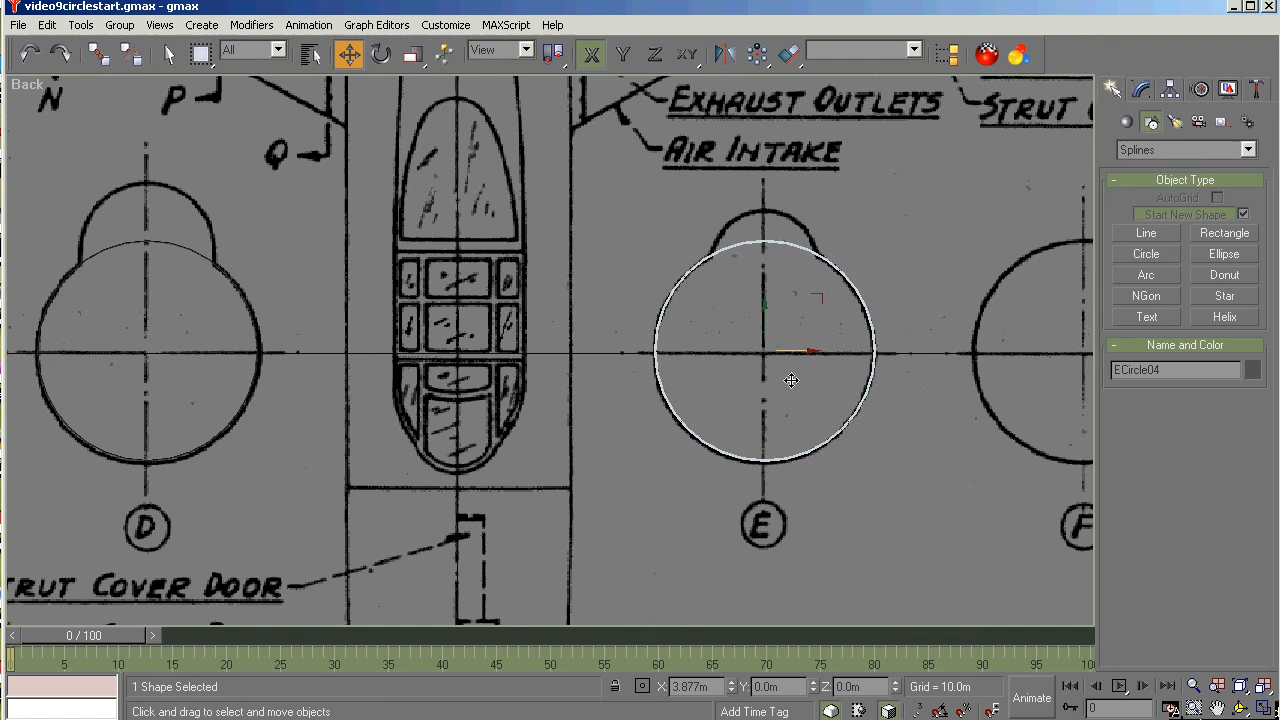 video9circlestart.gmax - gmax
File Edit Tools Group Views Create Modifiers Animation Graph Editors Customize MAXScript Help
All View X Y Z XY
Back
N P EXHAUST OUTLETS STRUT
Q AIR INTAKE
D E F
TRUT COVER DOOR
Splines
- Object Type
AutoGrid
Start New Shape
Line Rectangle
Circle Ellipse
Arc Donut
NGon Star
Text Helix
- Name and Color
ECircle04
< 0 / 100 >
5 10 15 20 25 30 35 40 45 50 55 60 65 70 75 80 85 90 95 100
1 Shape Selected X: 3.877m Y: 0.0m Z: 0.0m Grid = 10.0m Animate
Click and drag to select and move objects Add Time Tag 0